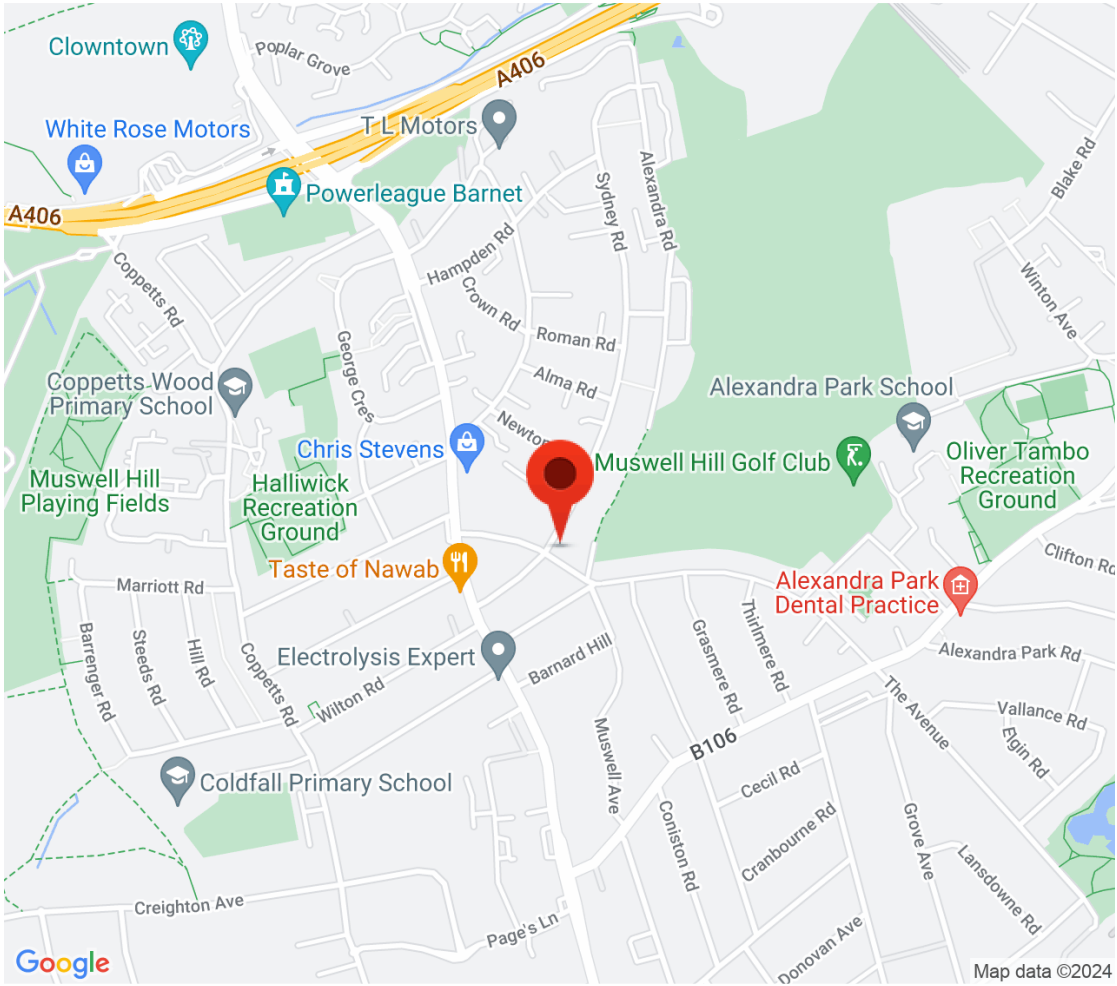 Clowntown
Poplar Grove
A406
T L Motors
White Rose Motors
Powerleague Barnet
A406
Blake Rd
Alexandra Rd
Sydney Rd
Coppetts Rd
Hampden Rd
Winton Ave
Crown Rd
Roman Rd
George Cres
Alma Rd
Coppetts Wood
Primary School
Alexandra Park School
Newto
Chris Stevens
Muswell Hill Golf Club
Oliver Tambo
Recreation
Ground
Muswell Hill
Playing Fields
Halliwick
Recreation
Ground
Clifton Rd
Taste of Nawab
Marriott Rd
Alexandra Park
Dental Practice
Barrenger Rd
Steeds Rd
Hill Rd
Coppetts Rd
Electrolysis Expert
Barnard Hill
Grasmere Rd
Thirlmere Rd
Alexandra Park Rd
Wilton Rd
The Avenue
Vallance Rd
Elgin Rd
Muswell Ave
B106
Coldfall Primary School
Cecil Rd
Coniston Rd
Cranbourne Rd
Grove Ave
Lansdowne Rd
Creighton Ave
Page's Ln
Donovan Ave
Google
Map data ©2024